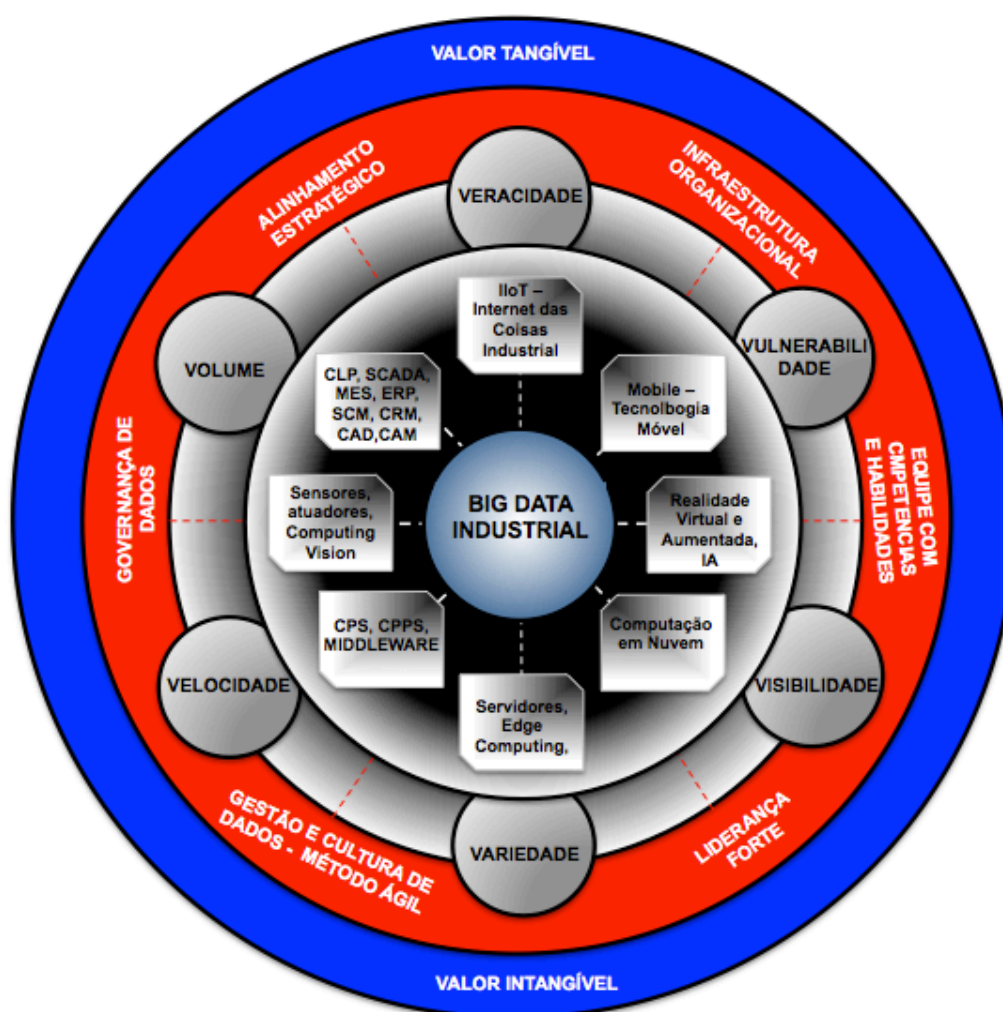 VALOR TANGÍVEL
ALINHAMENTO
ESTRATÉGICO
INFRAESTRUTURA
ORGANIZACIONAL
VERACIDADE
VOLUME
VULNERABILI
DADE
IIoT –
Internet das
Coisas
Industrial
CLP, SCADA,
MES, ERP,
SCM, CRM,
CAD,CAM
Mobile –
Tecnolbogia
Móvel
GOVERNANÇA DE
DADOS
Sensores,
atuadores,
Computing
Vision
BIG DATA
INDUSTRIAL
Realidade
Virtual e
Aumentada,
IA
EQUIPE COM
CMPETENCIAS
E HABILIDADES
CPS, CPPS,
MIDDLEWARE
Computação
em Nuvem
VELOCIDADE
VISIBILIDADE
Servidores,
Edge
Computing,
GESTÃO E CULTURA DE
DADOS - MÉTODO ÁGIL
VARIEDADE
LIDERANÇA
FORTE
VALOR INTANGÍVEL